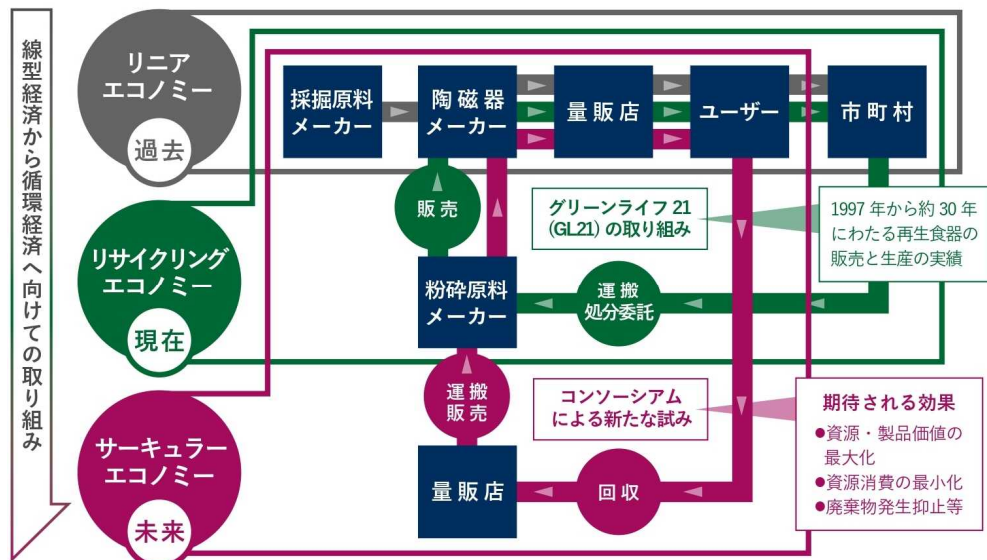 線型経済から循環経済へ向けての取り組み
リニア
エコノミー
過去
採掘原料
メーカー
陶磁器
メーカー
量販店
ユーザー
市町村
販売
グリーンライフ21
(GL21)の取り組み
1997年から約30年
にわたる再生食器の
販売と生産の実績
リサイクリング
エコノミー
現在
粉砕原料
メーカー
運搬
処分委託
運搬
販売
コンソーシアム
による新たな試み
期待される効果
●資源・製品価値の
最大化
●資源消費の最小化
●廃棄物発生抑止等
サーキュラー
エコノミー
未来
量販店
回収